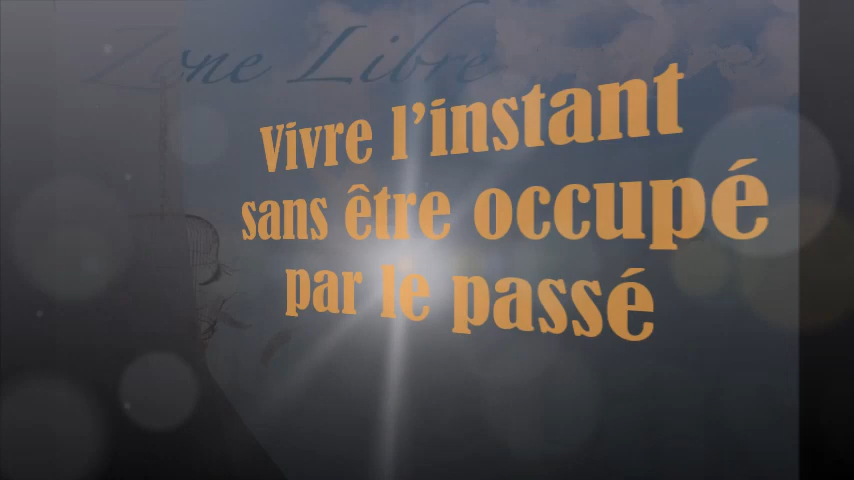 Zone Libre
Vivre l’instant
sans être occupé
par le passé